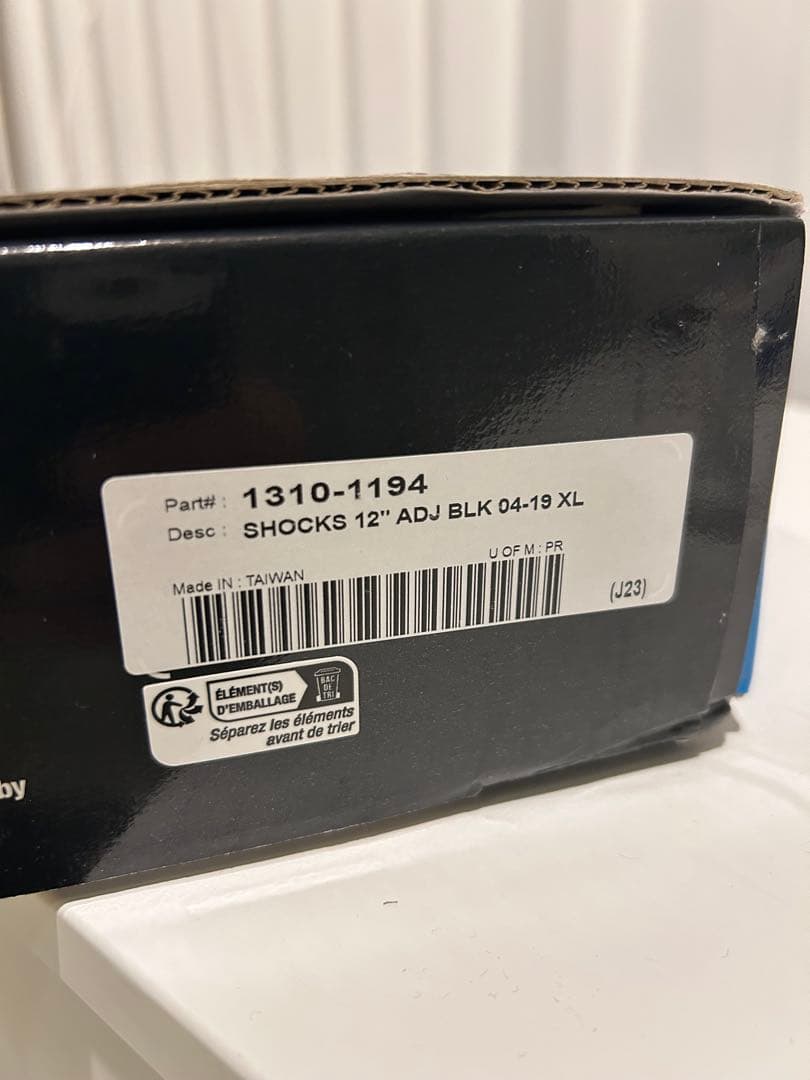 Part# : 1310-1194
Desc : SHOCKS 12" ADJ BLK 04-19 XL
U OF M : PR
Made IN : TAIWAN
(J23)
ÉLÉMENT(S)
D'EMBALLAGE
BAC
DE
TRI
Séparez les éléments
avant de trier
by